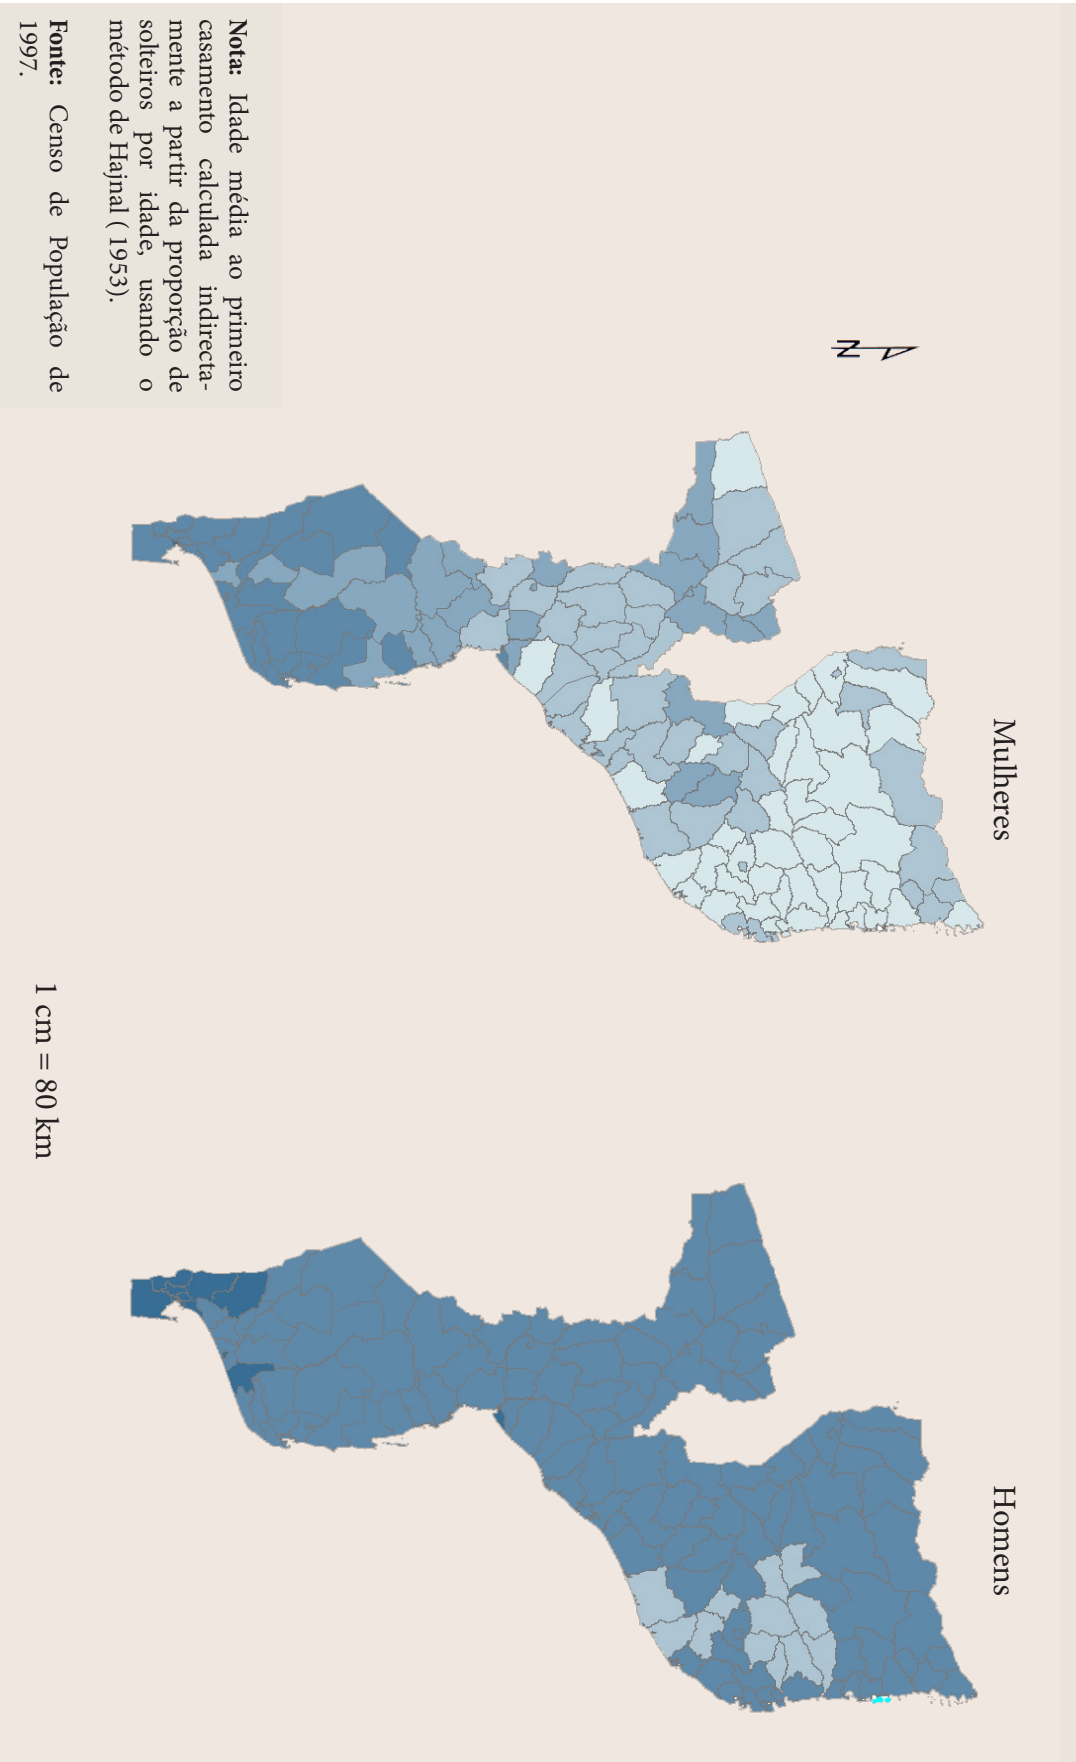 Mulheres
Homens
N
Nota: Idade média ao primeiro
casamento calculada indirecta-
mente a partir da proporção de
solteiros por idade, usando o
método de Hajnal ( 1953).
Fonte: Censo de População de
1997.
1 cm = 80 km